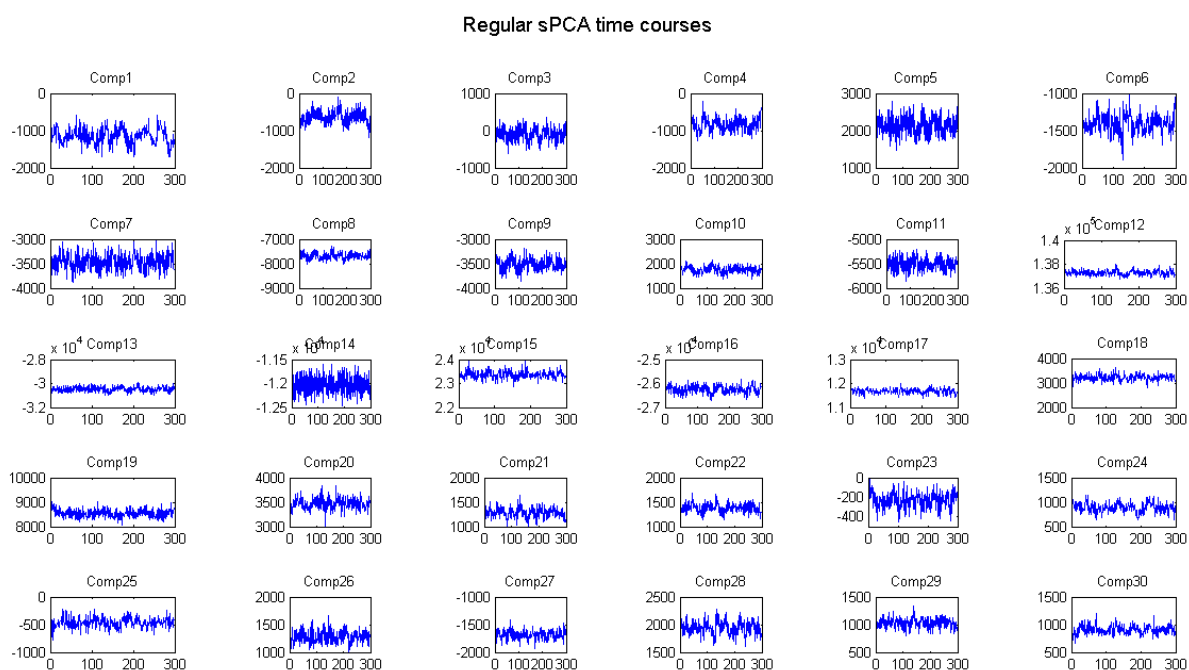 Regular sPCA time courses
Comp1 Comp2 Comp3 Comp4 Comp5 Comp6
0 0 1000 0 3000 -1000
-1000 -500 0 -1000 2000 -1500
-2000 -1000 -1000 -2000 1000 -2000
0 100 200 300 0 100 200 300 0 100 200 300 0 100 200 300 0 100 200 300 0 100 200 300
Comp7 Comp8 Comp9 Comp10 Comp11 x 10^5 Comp12
-3000 -7000 -3000 3000 -5000 1.4
-3500 -8000 -3500 2000 -5500 1.38
-4000 -9000 -4000 1000 -6000 1.36
0 100 200 300 0 100 200 300 0 100 200 300 0 100 200 300 0 100 200 300 0 100 200 300
x 10^4 Comp13 x 10^4 Comp14 x 10^4 Comp15 x 10^4 Comp16 x 10^4 Comp17 Comp18
-2.8 -1.15 2.4 -2.5 1.3 4000
-3 -1.2 2.3 -2.6 1.2 3000
-3.2 -1.25 2.2 -2.7 1.1 2000
0 100 200 300 0 100 200 300 0 100 200 300 0 100 200 300 0 100 200 300 0 100 200 300
Comp19 Comp20 Comp21 Comp22 Comp23 Comp24
10000 4000 2000 2000 0 1500
9000 3500 1500 1500 -200 1000
8000 3000 1000 1000 -400 500
0 100 200 300 0 100 200 300 0 100 200 300 0 100 200 300 0 100 200 300 0 100 200 300
Comp25 Comp26 Comp27 Comp28 Comp29 Comp30
0 2000 -1000 2500 1500 1500
-500 1500 -1500 2000 1000 1000
-1000 1000 -2000 1500 500 500
0 100 200 300 0 100 200 300 0 100 200 300 0 100 200 300 0 100 200 300 0 100 200 300